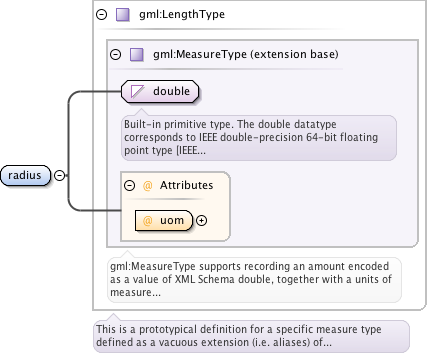 gml:LengthType
gml:MeasureType (extension base)
double
Built-in primitive type. The double datatype
corresponds to IEEE double-precision 64-bit floating
point type [IEEE...
radius
@ Attributes
@ uom
gml:MeasureType supports recording an amount encoded
as a value of XML Schema double, together with a units of
measure...
This is a prototypical definition for a specific measure type
defined as a vacuous extension (i.e. aliases) of...